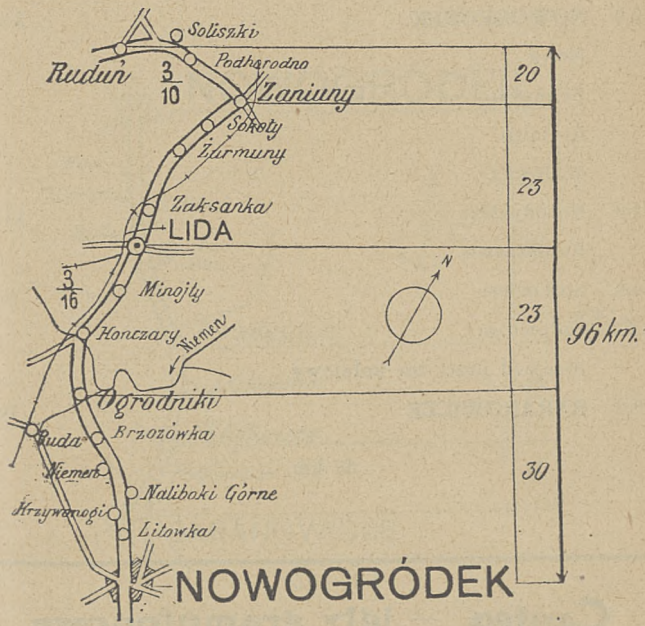 Soliszki
Ruduń
3/10
Podhorodno
20
Zaniuny
Sokoły
Żurmuny
23
Zaksanka
LIDA
3/16
Minojty
N
23
96 km.
Niemen
Honczary
Ogrodniki
Ruda
Brzozówka
Niemen
30
Naliboki Górne
Krzywonogi
Litowka
NOWOGRÓDEK